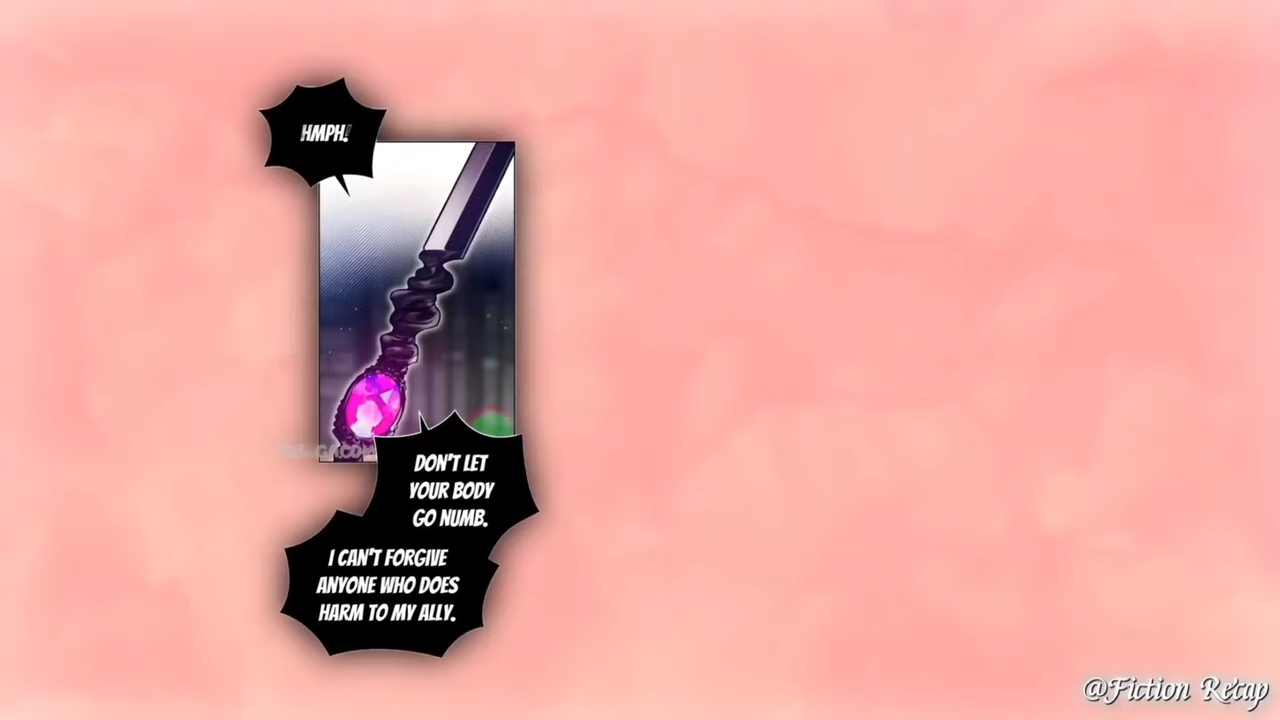 HMPH!
DON'T LET
YOUR BODY
GO NUMB.
I CAN'T FORGIVE
ANYONE WHO DOES
HARM TO MY ALLY.
@Fiction Recap